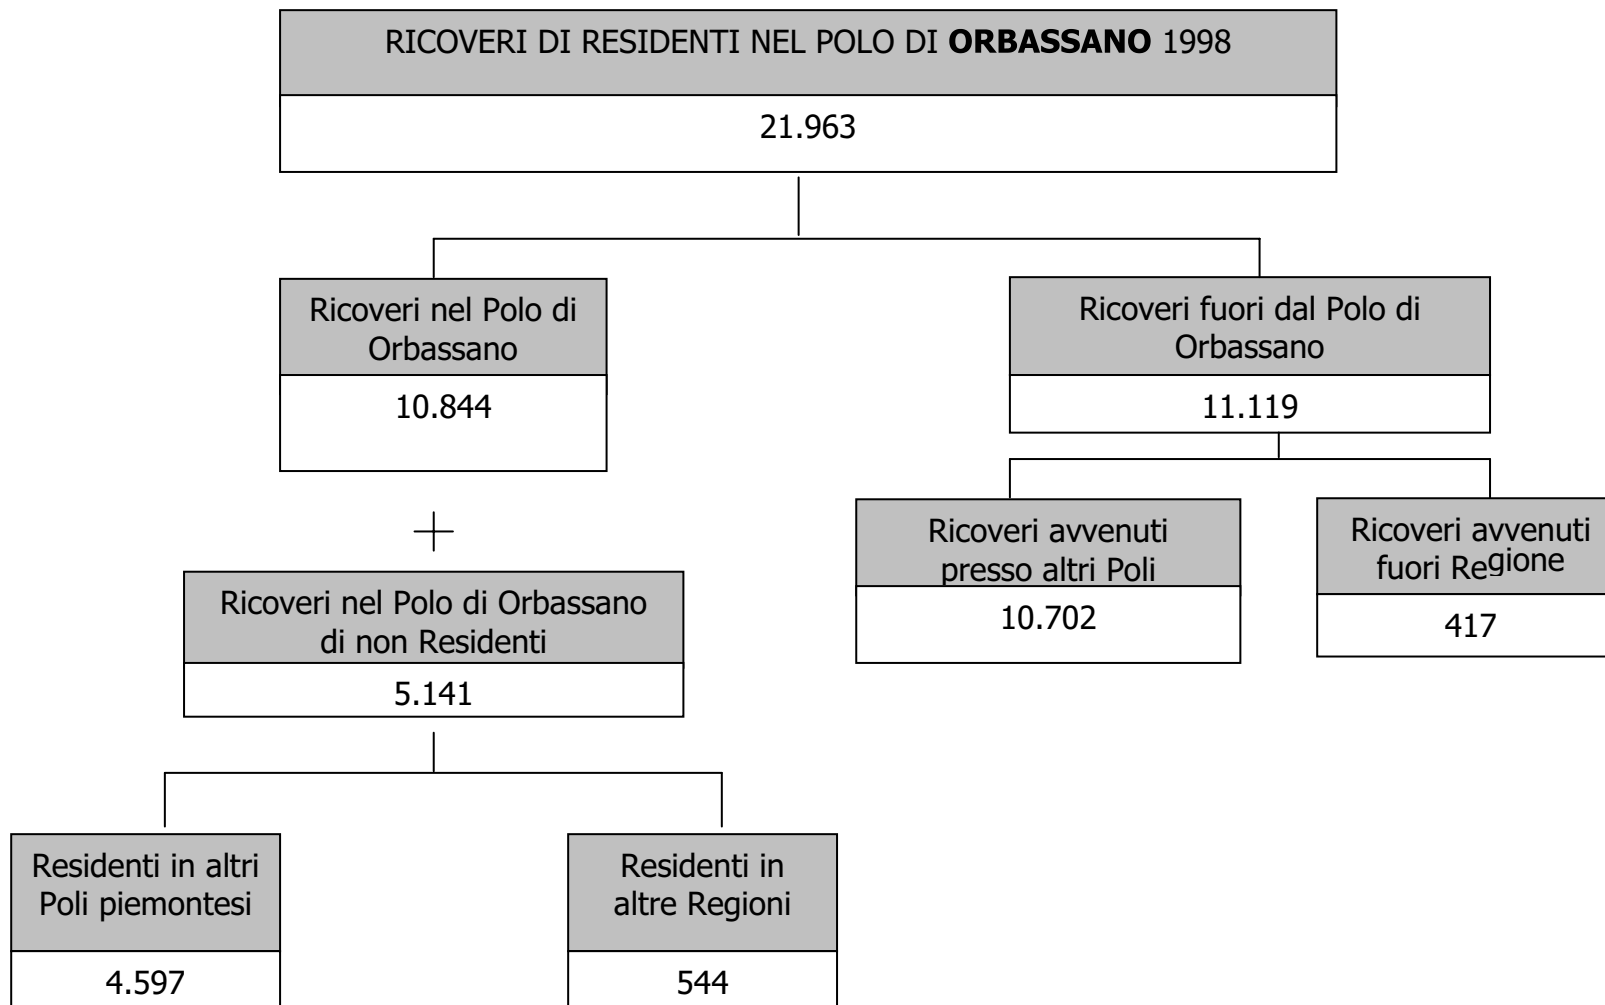 RICOVERI DI RESIDENTI NEL POLO DI ORBASSANO 1998
21.963
Ricoveri nel Polo di
Orbassano
10.844
Ricoveri fuori dal Polo di
Orbassano
11.119
Ricoveri avvenuti
presso altri Poli
10.702
Ricoveri avvenuti
fuori Regione
417
+
Ricoveri nel Polo di Orbassano
di non Residenti
5.141
Residenti in altri
Poli piemontesi
4.597
Residenti in
altre Regioni
544